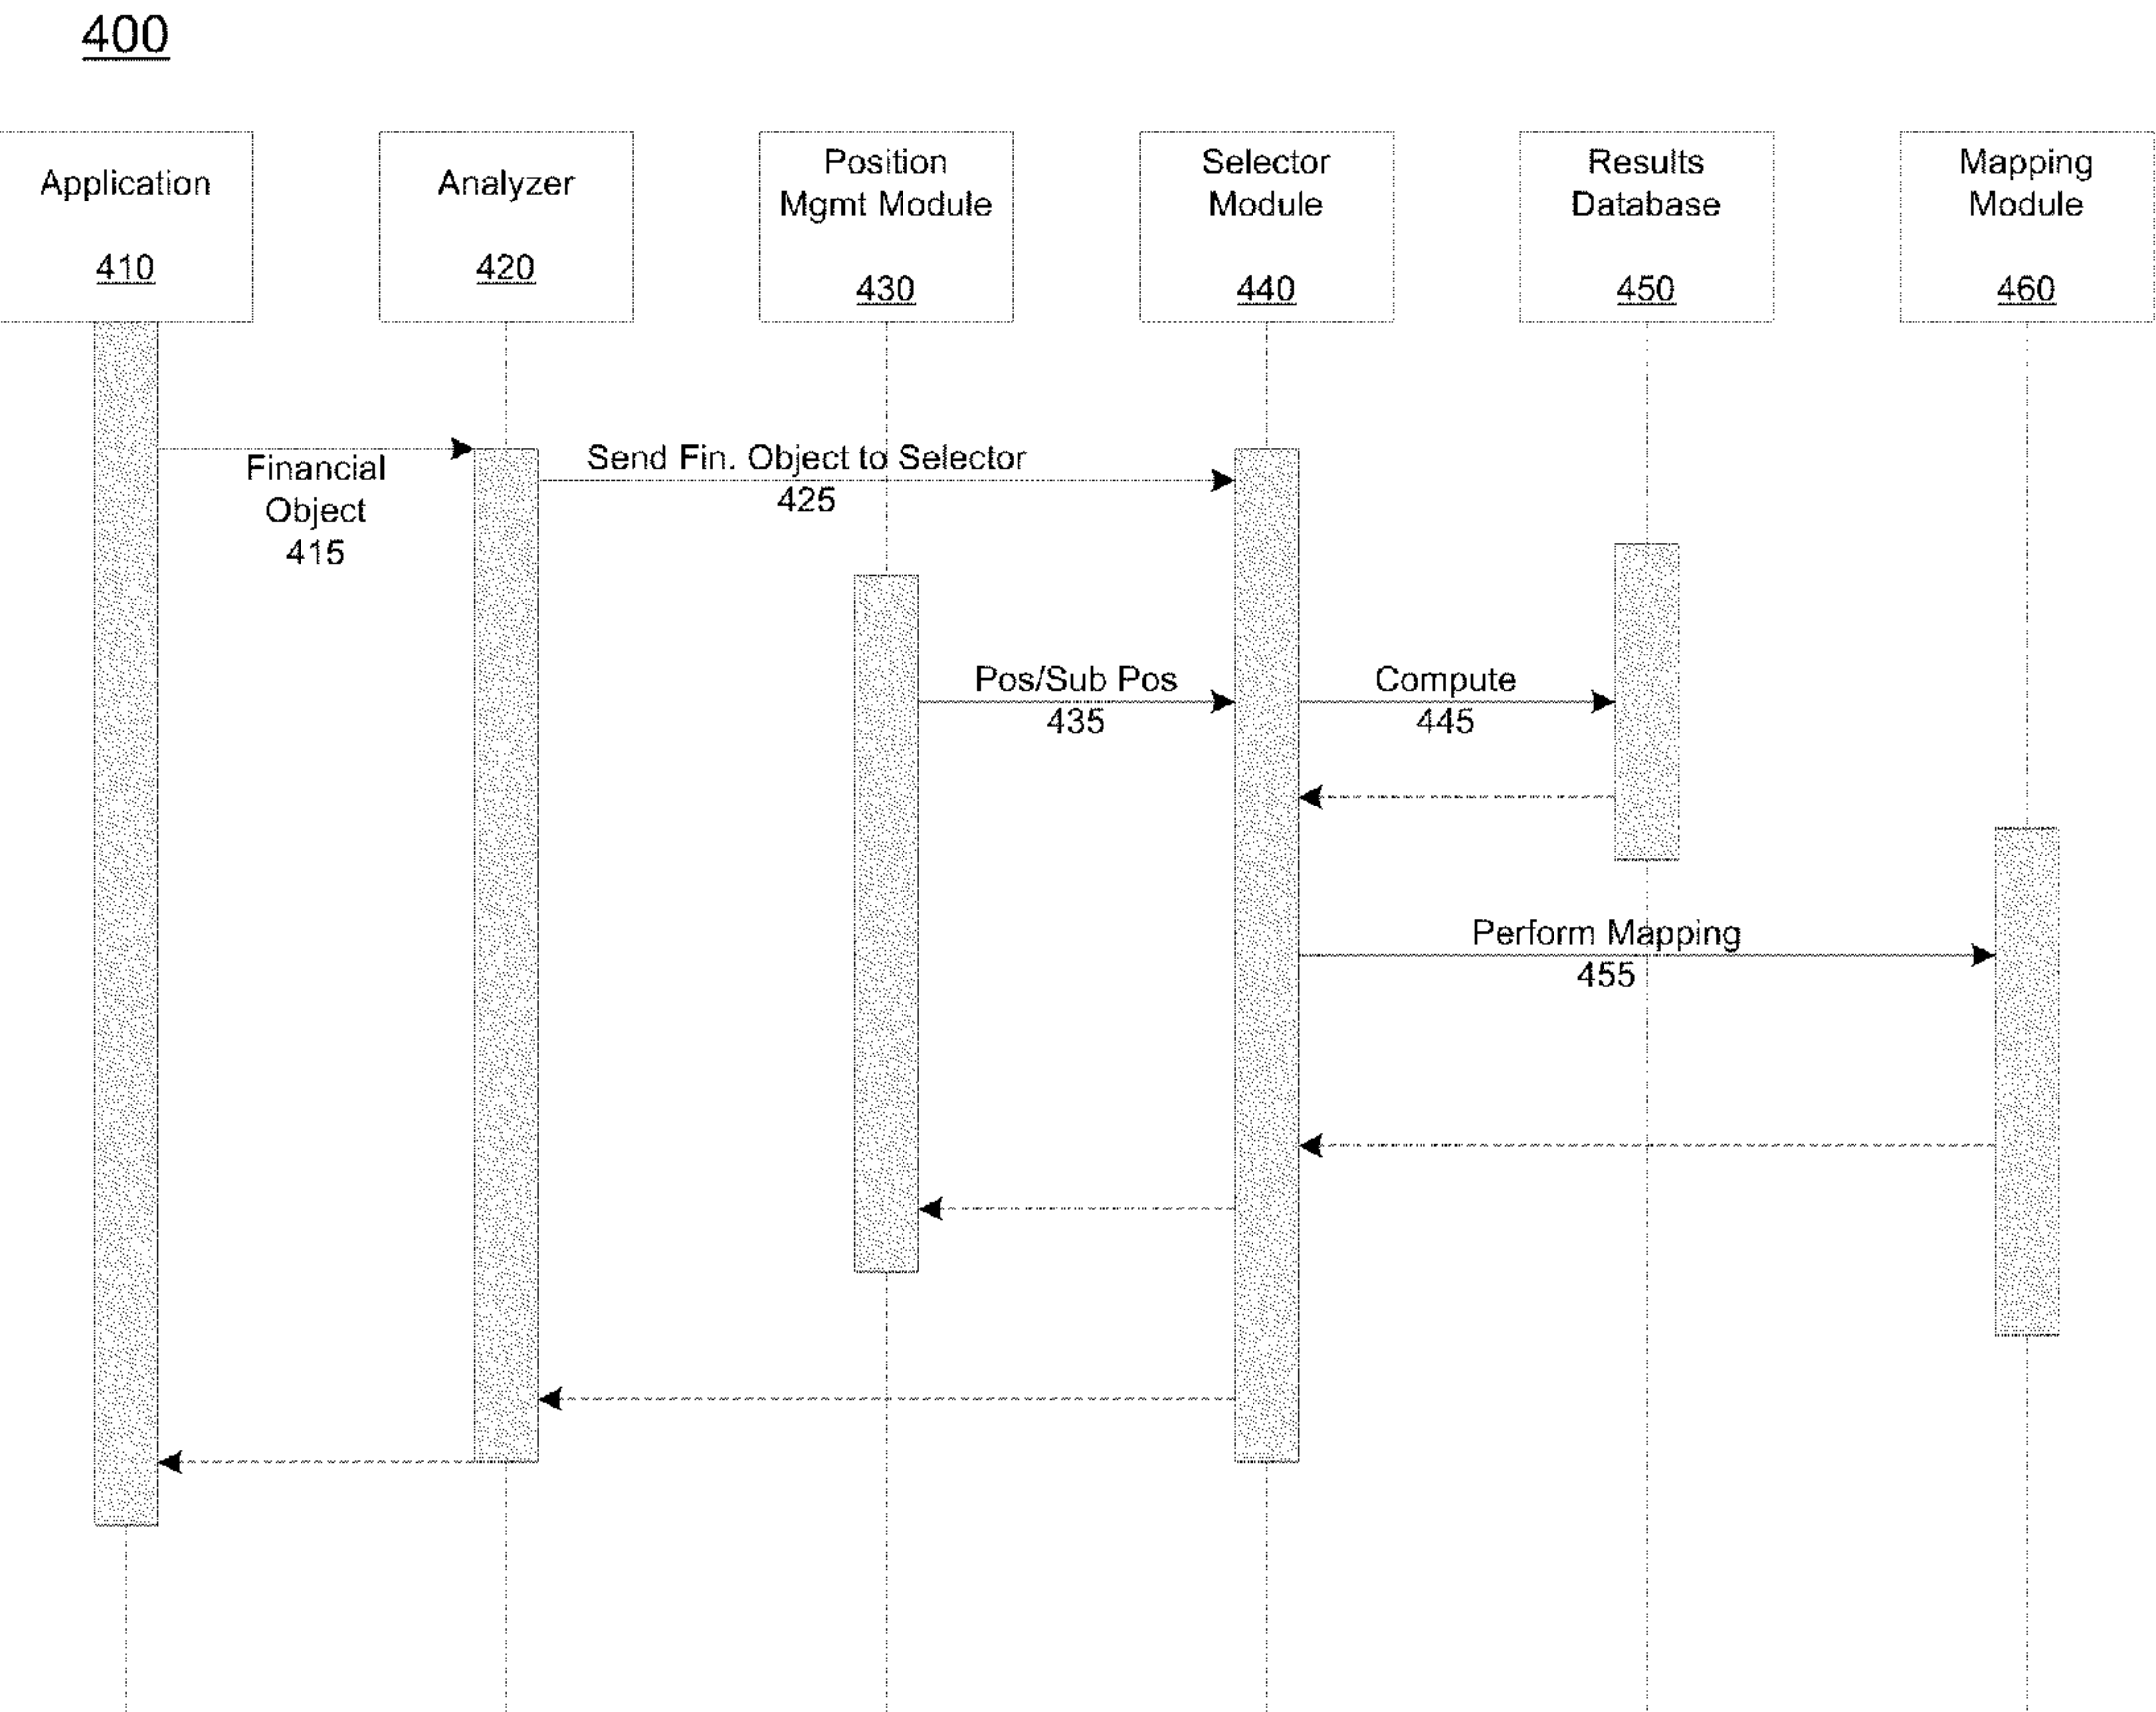 400
Application
410
Analyzer
420
Position
Mgmt Module
430
Selector
Module
440
Results
Database
450
Mapping
Module
460
Financial
Object
415
Send Fin. Object to Selector
425
Pos/Sub Pos
435
Compute
445
Perform Mapping
455